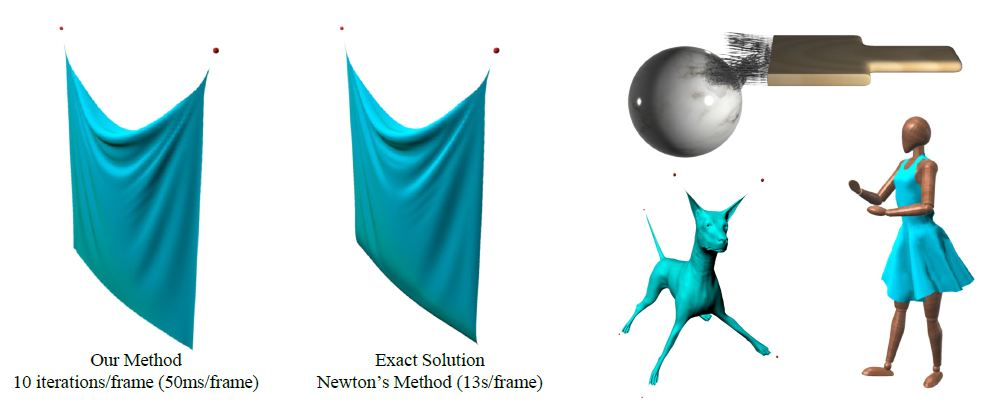 Our Method
10 iterations/frame (50ms/frame)
Exact Solution
Newton's Method (13s/frame)